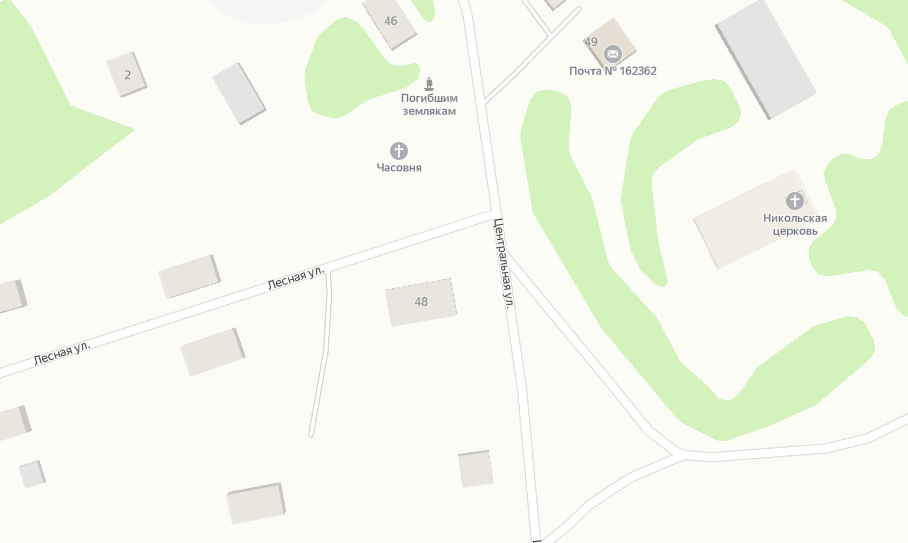 46
49
2
Почта № 162362
Погибшим
землякам
Часовня
Никольская
церковь
Центральная ул.
Лесная ул.
48
Лесная ул.